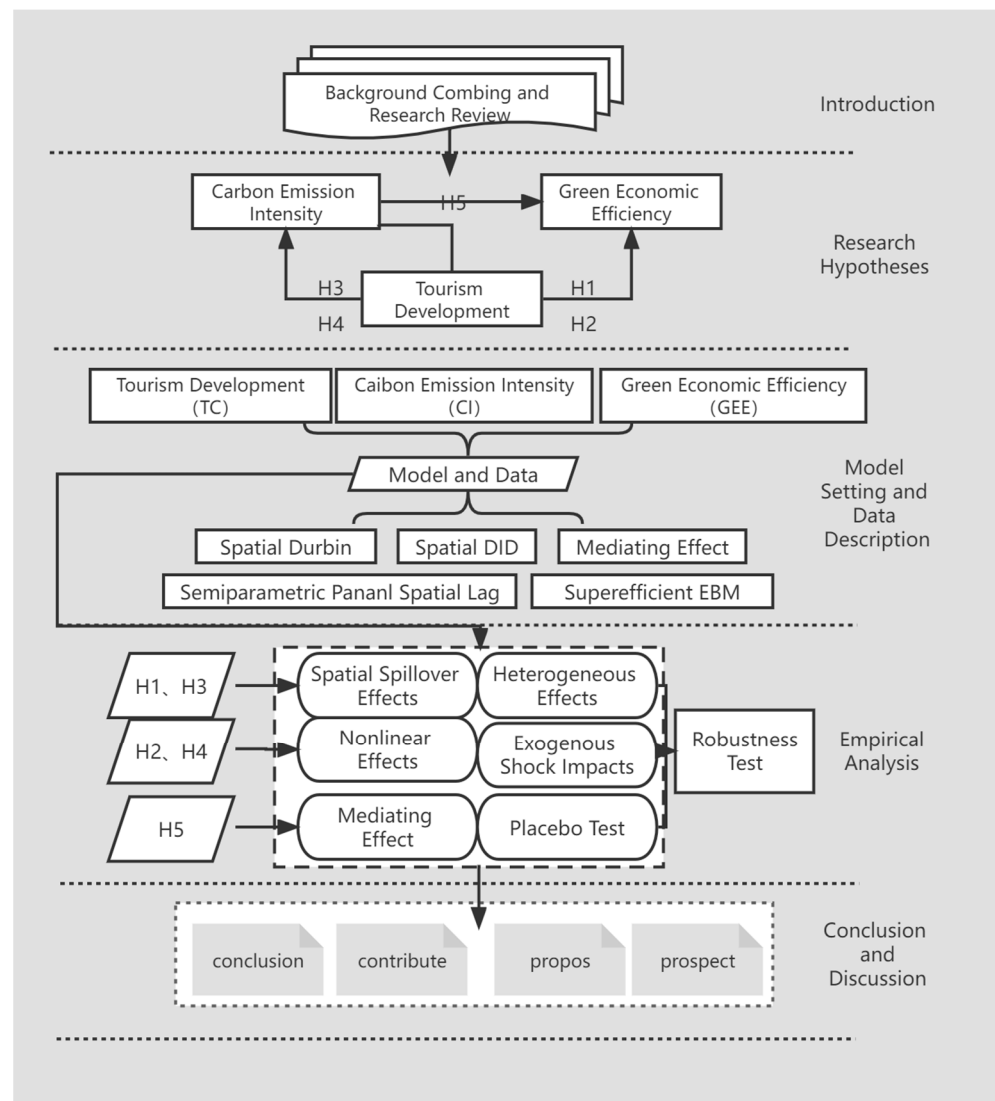 Background Combing and
Research Review
Introduction
Carbon Emission
Intensity
H5
Green Economic
Efficiency
Research
Hypotheses
H3
H4
Tourism
Development
H1
H2
Tourism Development
(TC)
Caibon Emission Intensity
(CI)
Green Economic Efficiency
(GEE)
Model and Data
Model
Setting and
Data
Description
Spatial Durbin
Spatial DID
Mediating Effect
Semiparametric Pananl Spatial Lag
Superefficient EBM
H1、H3
Spatial Spillover
Effects
Heterogeneous
Effects
H2、H4
Nonlinear
Effects
Exogenous
Shock Impacts
Robustness
Test
Empirical
Analysis
H5
Mediating
Effect
Placebo Test
conclusion
contribute
propos
prospect
Conclusion
and
Discussion